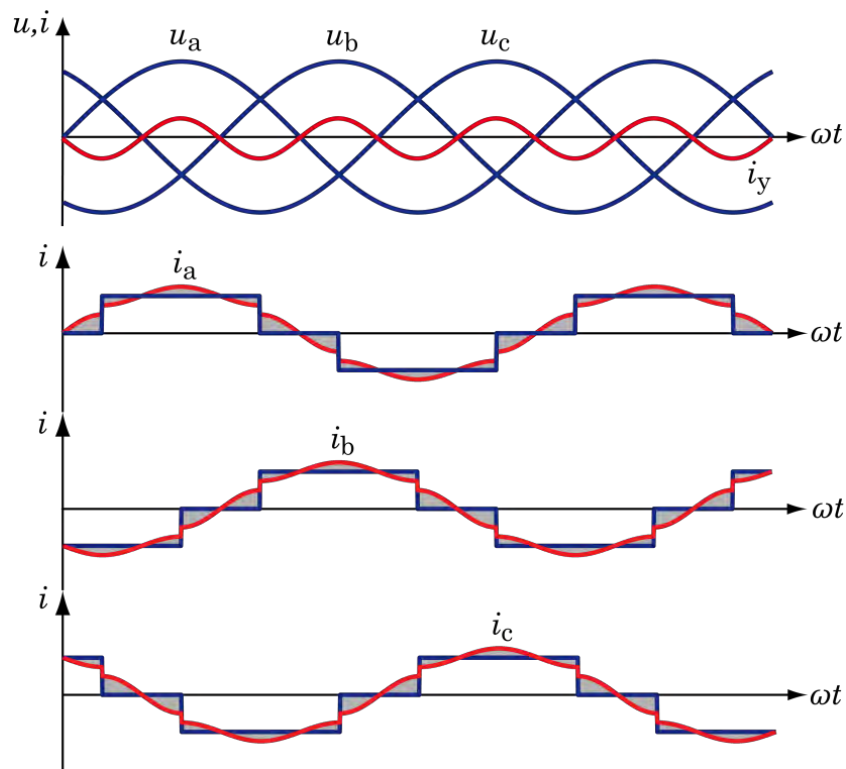 u,i
u_a u_b u_c
ωt
i_y
i
i_a
ωt
i
i_b
ωt
i
i_c
ωt